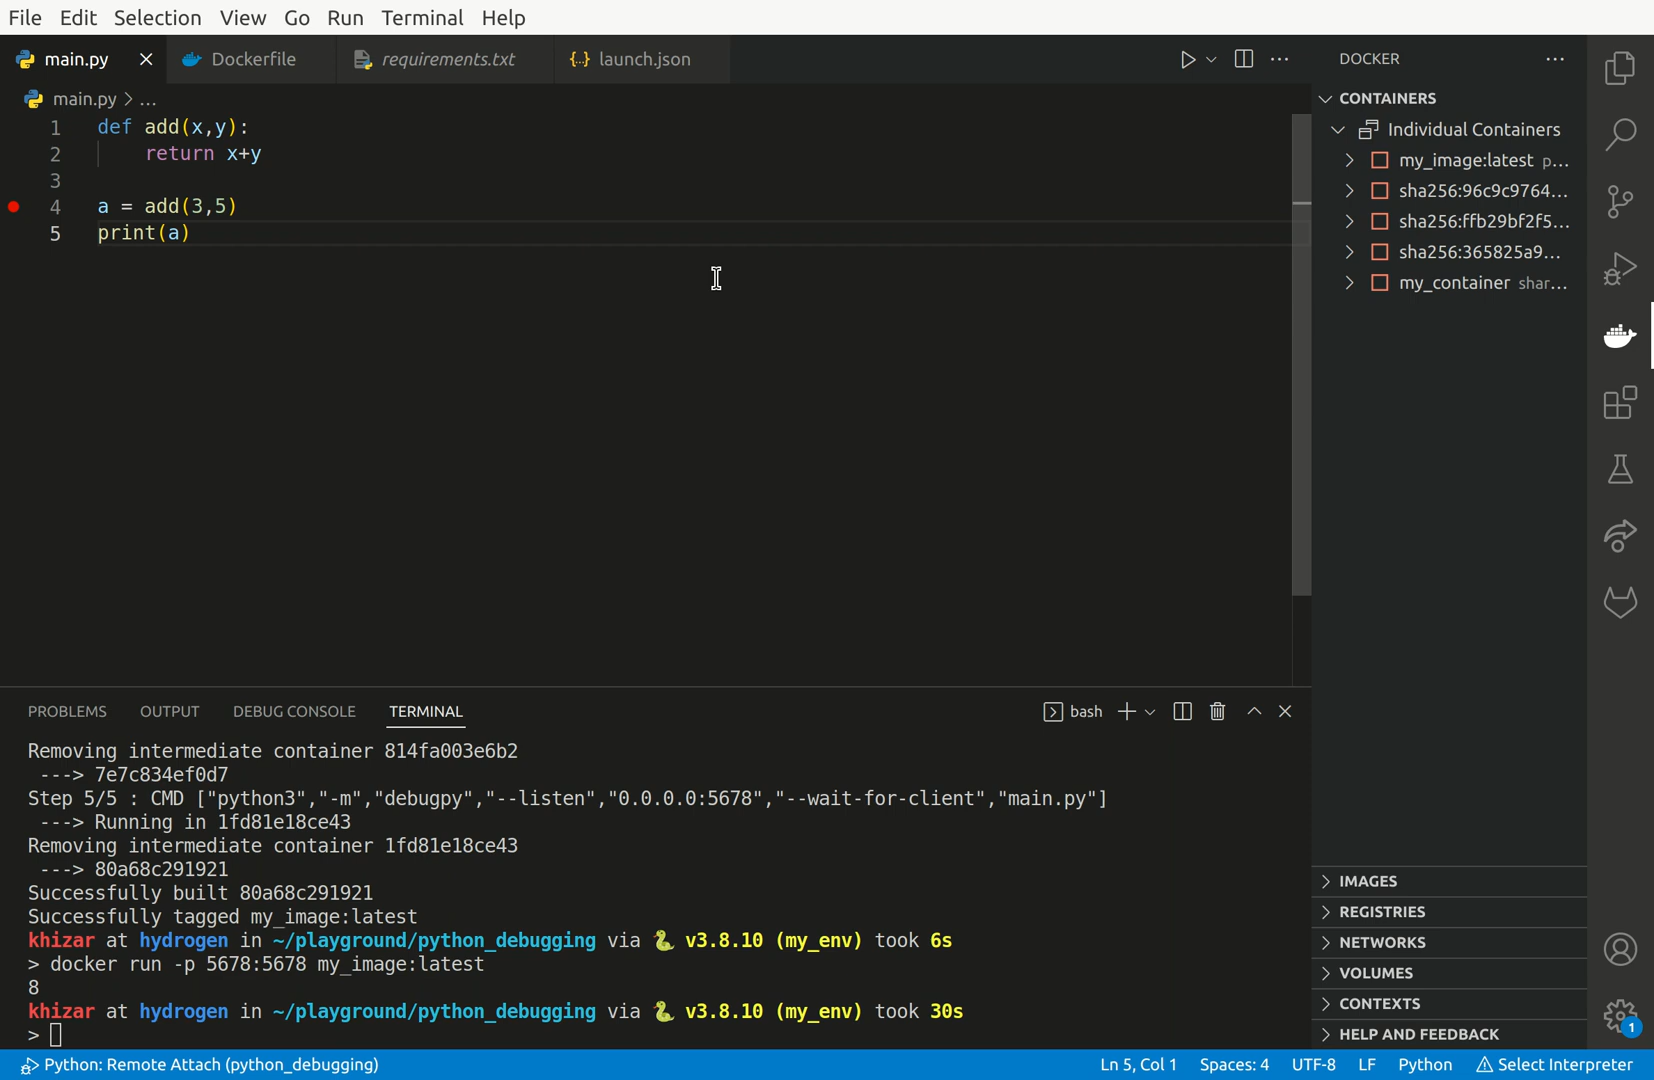 File Edit Selection View Go Run Terminal Help
main.py Dockerfile requirements.txt launch.json
DOCKER
main.py > ...
1 def add(x,y):
2 return x+y
3
4 a = add(3,5)
5 print(a)
CONTAINERS
Individual Containers
my_image:latest p...
sha256:96c9c9764...
sha256:ffb29bf2f5...
sha256:365825a9...
my_container shar...
IMAGES
REGISTRIES
NETWORKS
VOLUMES
CONTEXTS
HELP AND FEEDBACK
1
PROBLEMS OUTPUT DEBUG CONSOLE TERMINAL
bash
Removing intermediate container 814fa003e6b2
---> 7e7c834ef0d7
Step 5/5 : CMD ["python3","-m","debugpy","--listen","0.0.0.0:5678","--wait-for-client","main.py"]
---> Running in 1fd81e18ce43
Removing intermediate container 1fd81e18ce43
---> 80a68c291921
Successfully built 80a68c291921
Successfully tagged my_image:latest
khizar at hydrogen in ~/playground/python_debugging via 🐍 v3.8.10 (my_env) took 6s
> docker run -p 5678:5678 my_image:latest
8
khizar at hydrogen in ~/playground/python_debugging via 🐍 v3.8.10 (my_env) took 30s
>
Python: Remote Attach (python_debugging)
Ln 5, Col 1 Spaces: 4 UTF-8 LF Python Select Interpreter